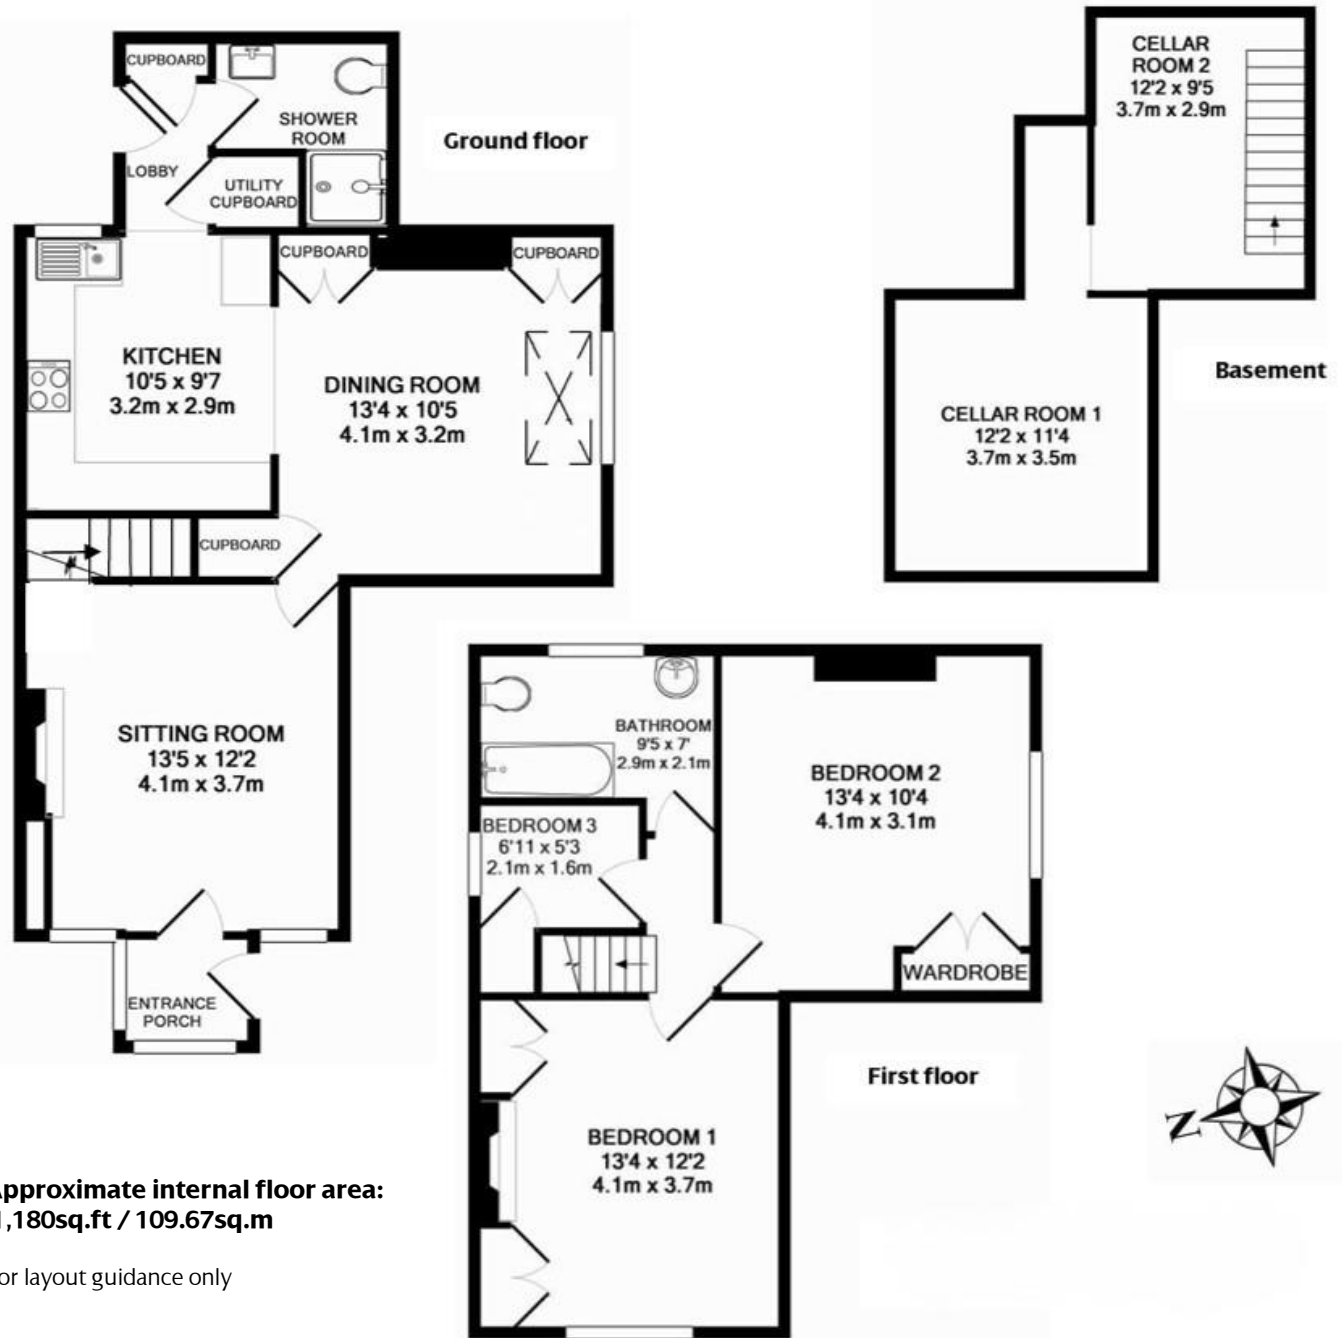 Ground floor
CUPBOARD
SHOWER
ROOM
LOBBY
UTILITY
CUPBOARD
CUPBOARD
CUPBOARD
KITCHEN
10'5 x 9'7
3.2m x 2.9m
DINING ROOM
13'4 x 10'5
4.1m x 3.2m
CUPBOARD
SITTING ROOM
13'5 x 12'2
4.1m x 3.7m
ENTRANCE
PORCH
CELLAR
ROOM 2
12'2 x 9'5
3.7m x 2.9m
Basement
CELLAR ROOM 1
12'2 x 11'4
3.7m x 3.5m
BATHROOM
9'5 x 7'
2.9m x 2.1m
BEDROOM 2
13'4 x 10'4
4.1m x 3.1m
BEDROOM 3
6'11 x 5'3
2.1m x 1.6m
WARDROBE
First floor
BEDROOM 1
13'4 x 12'2
4.1m x 3.7m
N
Approximate internal floor area:
1,180sq.ft / 109.67sq.m
or layout guidance only